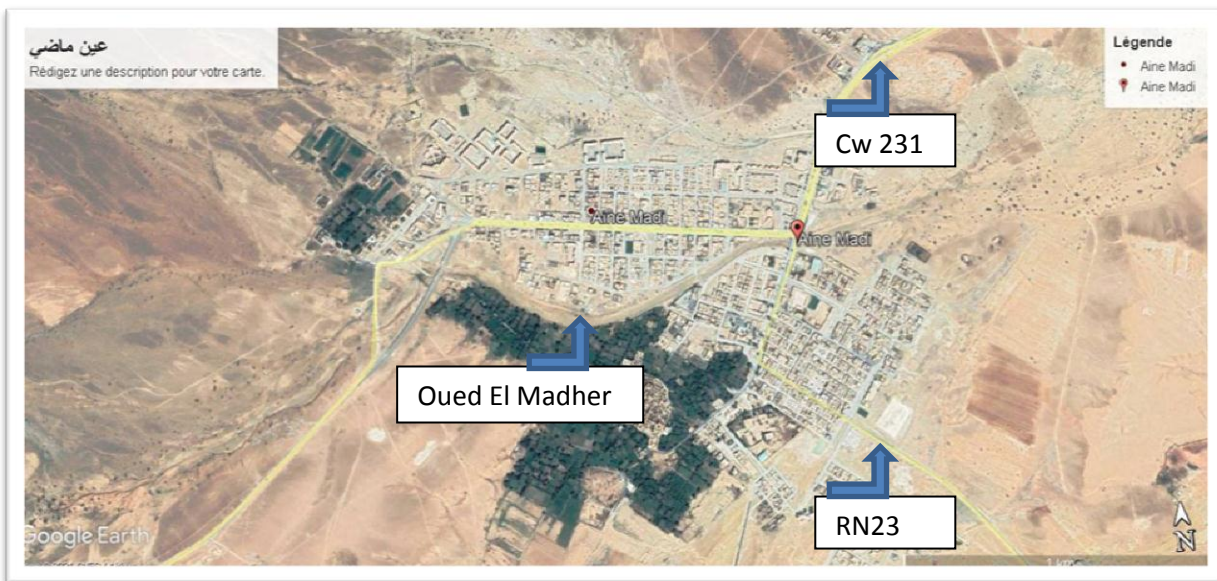 عين ماضي
Rédigez une description pour votre carte.
Légende
Aine Madi
Aine Madi
Cw 231
Aine Madi
Aine Madi
Oued El Madher
RN23
Google Earth
N